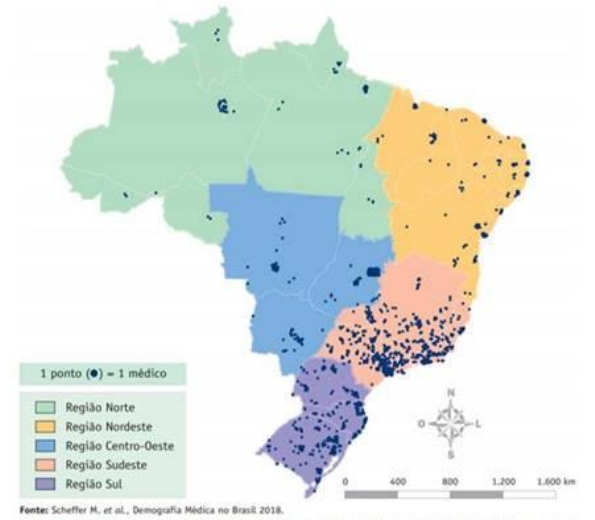 1 ponto (●) = 1 médico
Região Norte
Região Nordeste
Região Centro-Oeste
Região Sudeste
Região Sul
N
O L
S
0 400 800 1.200 1.600 km
Fonte: Scheffer M. et al., Demografia Médica no Brasil 2018.